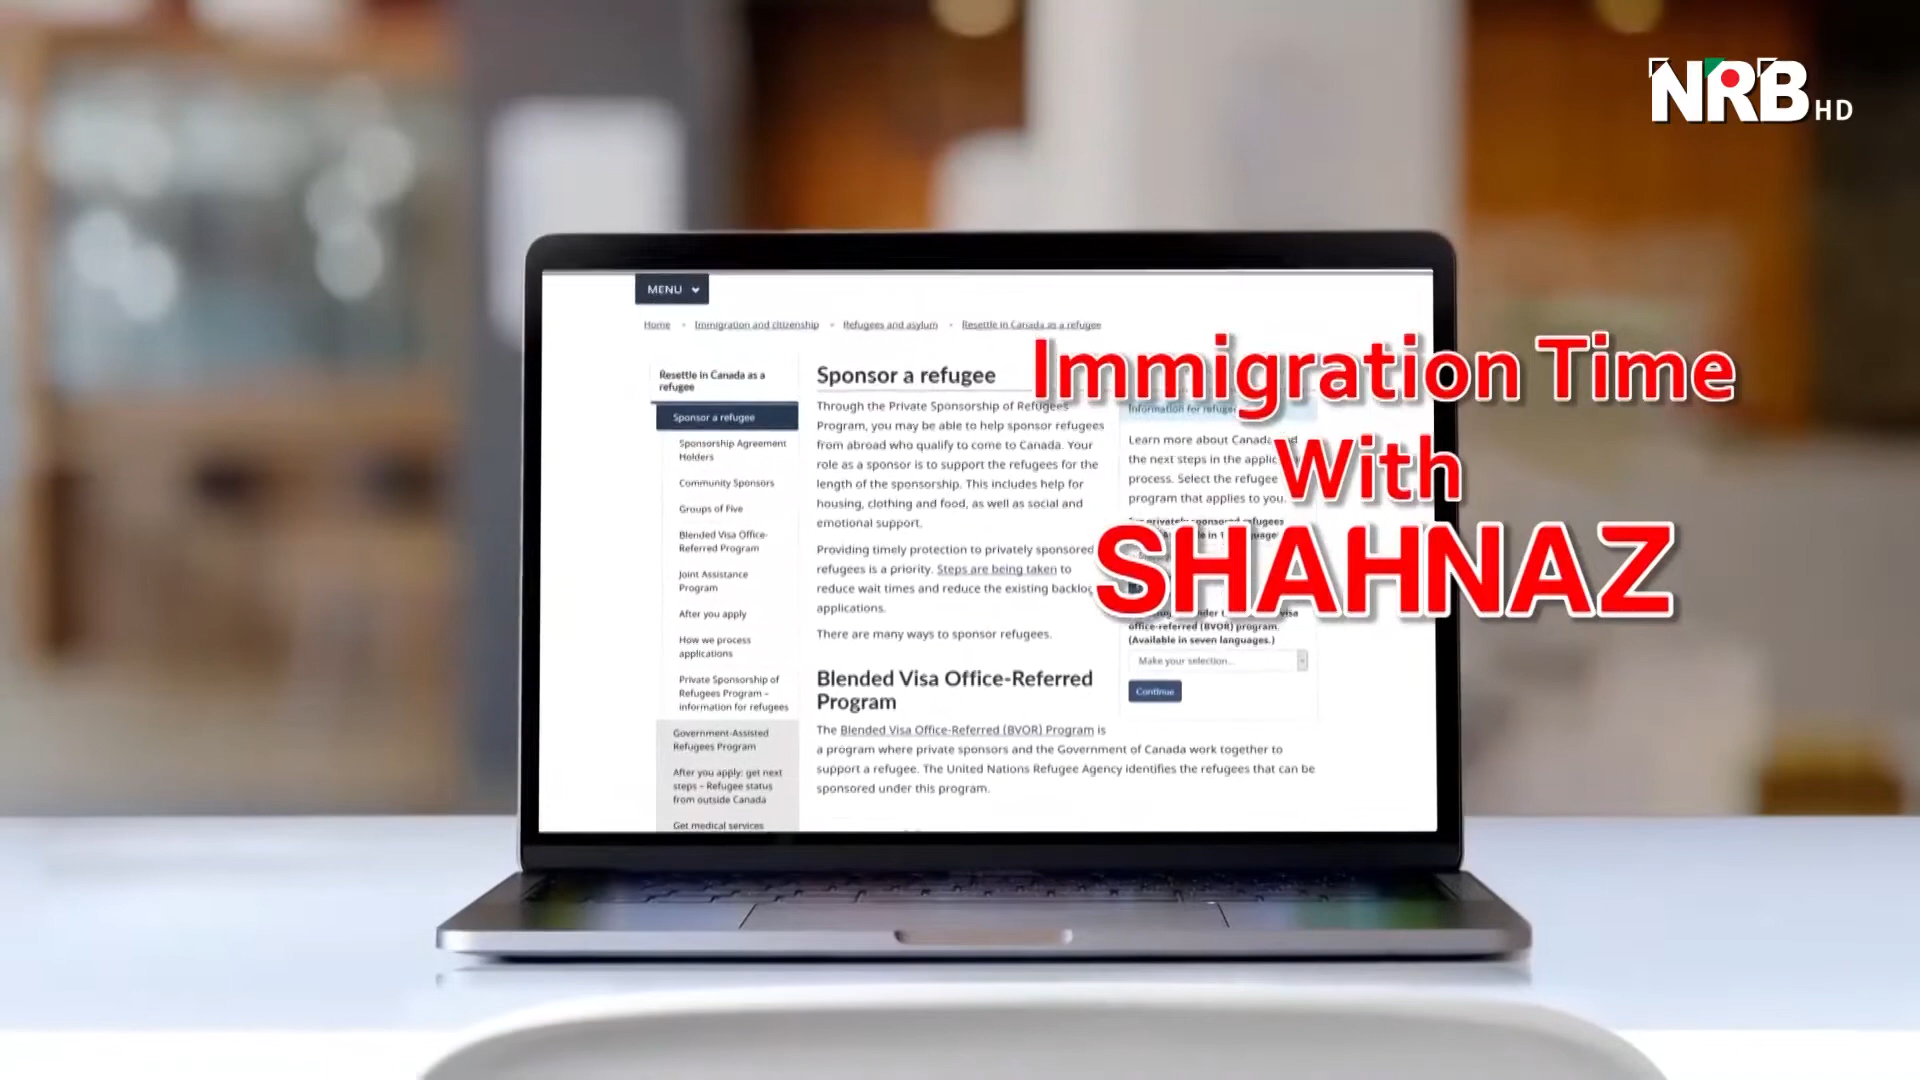 NRB HD
MENU
Home
Immigration and citizenship
Refugees and asylum
Resettle in Canada as a refugee
Immigration Time
With
SHAHNAZ
Resettle in Canada as a
refugee
Sponsor a refugee
Sponsorship Agreement
Holders
Community Sponsors
Groups of Five
Blended Visa Office-
Referred Program
Joint Assistance
Program
After you apply
How we process
applications
Private Sponsorship of
Refugees Program –
information for refugees
Government-Assisted
Refugees Program
After you apply: get next
steps – Refugee status
from outside Canada
Get medical services
Sponsor a refugee
Through the Private Sponsorship of Refugees
Program, you may be able to help sponsor refugees
from abroad who qualify to come to Canada. Your
role as a sponsor is to support the refugees for the
length of the sponsorship. This includes help for
housing, clothing and food, as well as social and
emotional support.
Providing timely protection to privately sponsored
refugees is a priority. Steps are being taken to
reduce wait times and reduce the existing backlog
applications.
There are many ways to sponsor refugees.
Blended Visa Office-Referred
Program
The Blended Visa Office-Referred (BVOR) Program is
a program where private sponsors and the Government of Canada work together to
support a refugee. The United Nations Refugee Agency identifies the refugees that can be
sponsored under this program.
Information for
Learn more about
the next steps in the
process. Select the refugee
program that applies to you.
office-referred (BVOR) program.
(Available in seven languages.)
Make your selection...
Continue